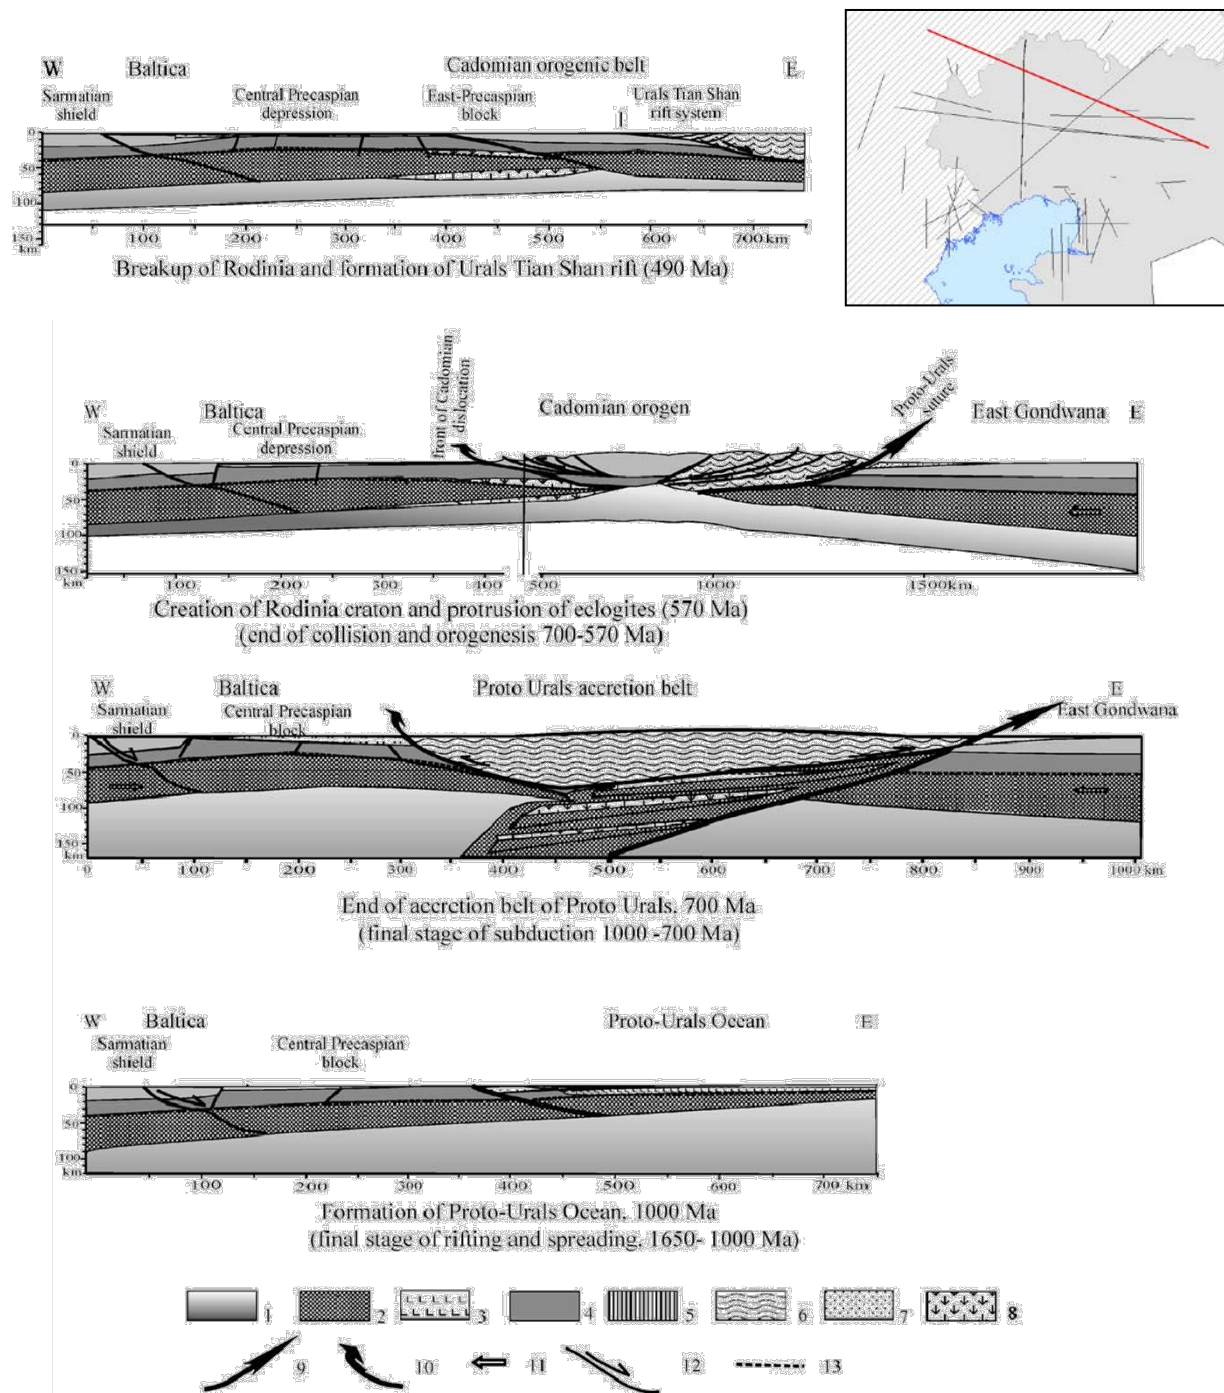 W Baltica Cadomian orogenic belt E
Sarmatian shield Central Precaspian depression East-Precaspian block I Urals Tian Shan rift system
0
50
100
150
km
100 200 300 400 500 600 700km
Breakup of Rodinia and formation of Urals Tian Shan rift (490 Ma)
front of Cadomian dislocation
Proto-Urals suture
W Baltica Cadomian orogen East Gondwana E
Sarmatian shield Central Precaspian depression
0
50
100
150
km
100 200 300 400 500 1000 1500km
Creation of Rodinia craton and protrusion of eclogites (570 Ma)
(end of collision and orogenesis 700-570 Ma)
W Baltica Proto Urals accretion belt E
Sarmatian shield Central Precaspian block East Gondwana
0
50
100
150
km
0 100 200 300 400 500 600 700 800 900 1000 km
End of accretion belt of Proto Urals, 700 Ma
(final stage of subduction 1000 -700 Ma)
W Baltica Proto-Urals Ocean E
Sarmatian shield Central Precaspian block
0
50
100
km
100 200 300 400 500 600 700 km
Formation of Proto-Urals Ocean, 1000 Ma
(final stage of rifting and spreading, 1650- 1000 Ma)
1 2 3 4 5 6 7 8
9 10 11 12 13